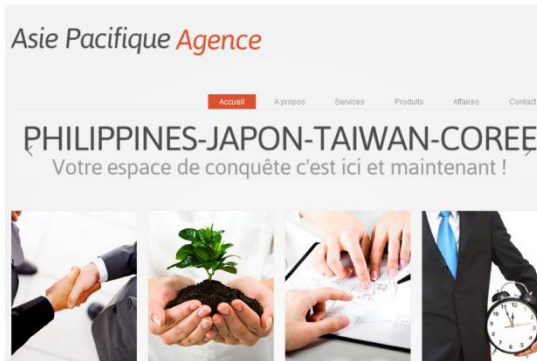 Asie Pacifique Agence
Accueil A propos Services Produits Affaires Contact
PHILIPPINES-JAPON-TAIWAN-COREE
Votre espace de conquête c'est ici et maintenant !